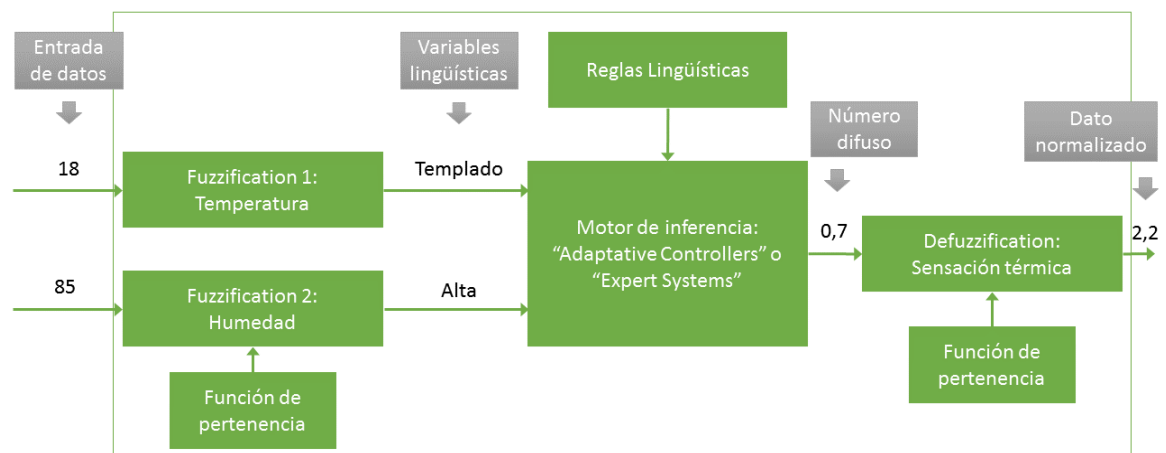 Entrada
de datos
Variables
lingüísticas
Reglas Lingüísticas
Número
difuso
Dato
normalizado
18
Fuzzification 1:
Temperatura
Templado
Motor de inferencia:
“Adaptative Controllers” o
“Expert Systems”
0,7
Defuzzification:
Sensación térmica
2,2
85
Fuzzification 2:
Humedad
Alta
Función de
pertenencia
Función de
pertenencia